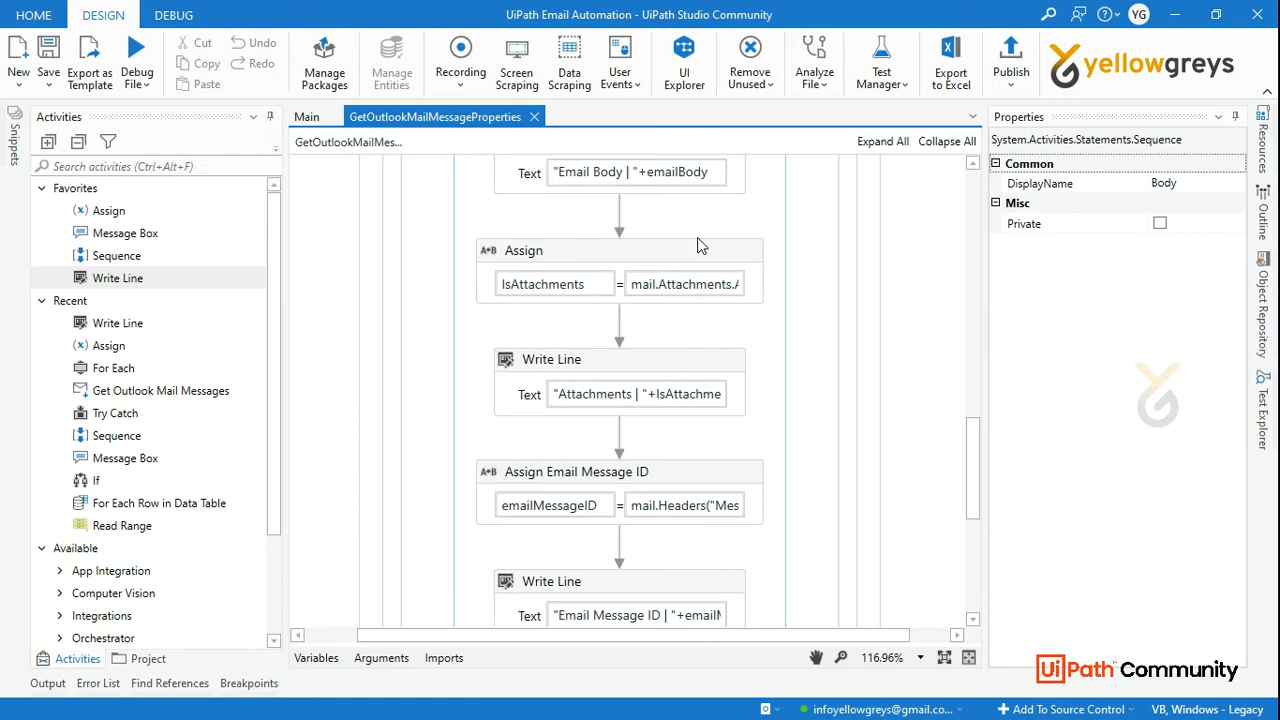 HOME DESIGN DEBUG UiPath Email Automation - UiPath Studio Community YG
New Save Export as Template Debug File Cut Copy Paste Undo Redo Manage Packages Manage Entities Recording Screen Scraping Data Scraping User Events UI Explorer Remove Unused Analyze File Test Manager Export to Excel Publish yellowgreys
Snippets
Activities
Search activities (Ctrl+Alt+F)
Favorites
Assign
Message Box
Sequence
Write Line
Recent
Write Line
Assign
For Each
Get Outlook Mail Messages
Try Catch
Sequence
Message Box
If
For Each Row in Data Table
Read Range
Available
App Integration
Computer Vision
Integrations
Orchestrator
Activities Project
Main GetOutlookMailMessageProperties
GetOutlookMailMes... Expand All Collapse All
Text "Email Body | "+emailBody
A*B Assign
IsAttachments = mail.Attachments.A
Write Line
Text "Attachments | "+IsAttachme
A*B Assign Email Message ID
emailMessageID = mail.Headers("Mes
Write Line
Text "Email Message ID | "+emailM
Variables Arguments Imports 116.96%
Properties
System.Activities.Statements.Sequence
Common
DisplayName Body
Misc
Private
Resources
Outline
Object Repository
Test Explorer
UiPath Community
Output Error List Find References Breakpoints
infoyellowgreys@gmail.co... Add To Source Control VB, Windows - Legacy